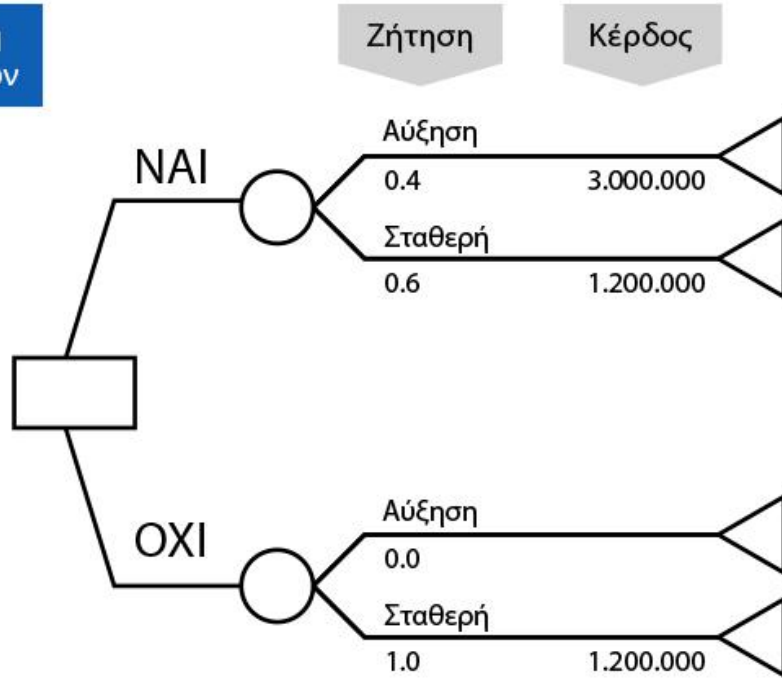 Ζήτηση Κέρδος
ΝΑΙ
Αύξηση
0.4 3.000.000
Σταθερή
0.6 1.200.000
ΟΧΙ
Αύξηση
0.0
Σταθερή
1.0 1.200.000